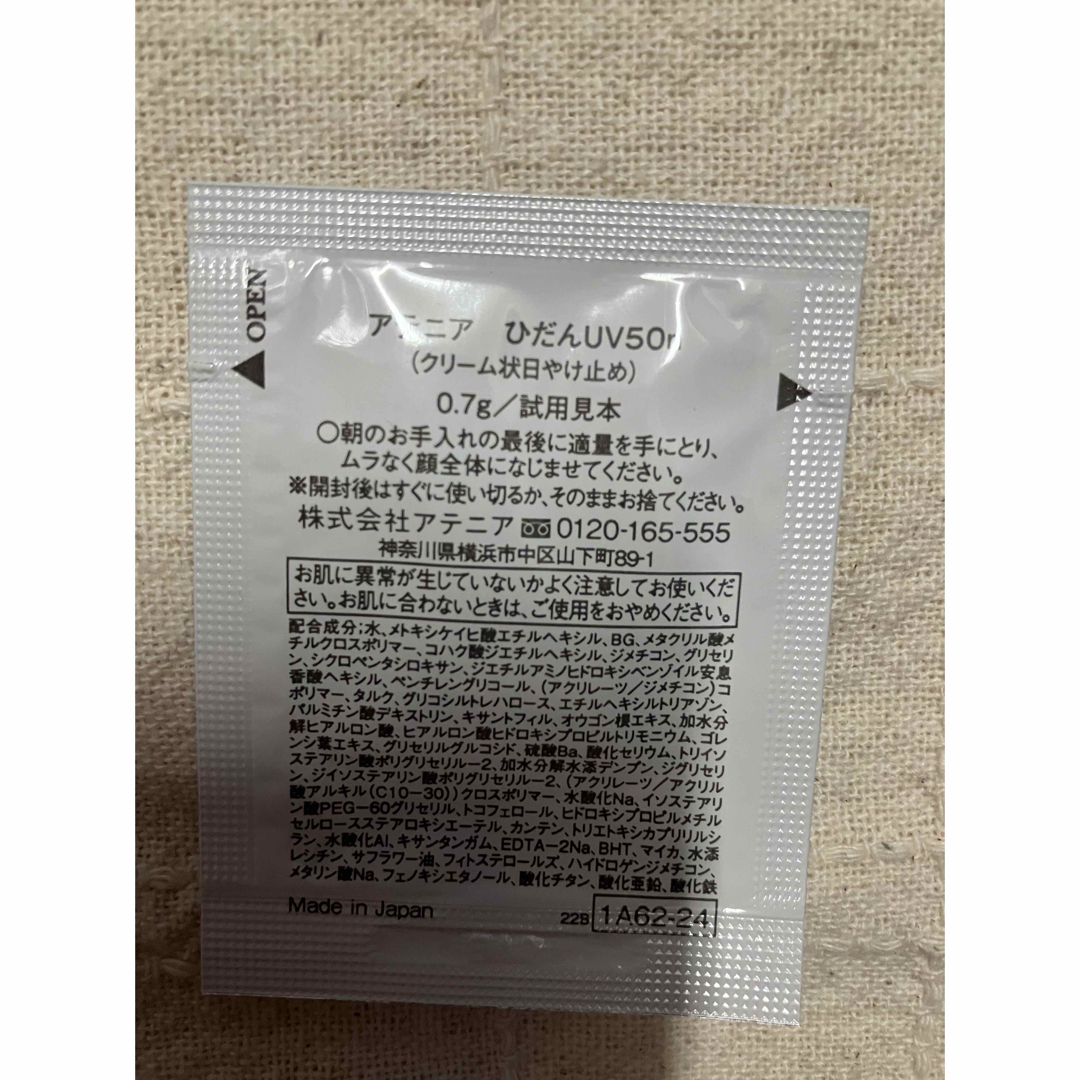 OPEN
アテニア ひだんUV50n
(クリーム状日やけ止め)
0.7g/試用見本
○朝のお手入れの最後に適量を手にとり、
ムラなく顔全体になじませてください。
※開封後はすぐに使い切るか、そのままお捨てください。
株式会社アテニア 0120-165-555
神奈川県横浜市中区山下町89-1
お肌に異常が生じていないかよく注意してお使いくだ
さい。お肌に合わないときは、ご使用をおやめください。
配合成分;水、メトキシケイヒ酸エチルヘキシル、BG、メタクリル酸メ
チルクロスポリマー、コハク酸ジエチルヘキシル、ジメチコン、グリセリ
ン、シクロペンタシロキサン、ジエチルアミノヒドロキシベンゾイル安息
香酸ヘキシル、ペンチレングリコール、(アクリレーツ/ジメチコン)コ
ポリマー、タルク、グリコシルトレハロース、エチルヘキシルトリアゾン、
パルミチン酸デキストリン、キサントフィル、オウゴン根エキス、加水分
解ヒアルロン酸、ヒアルロン酸ヒドロキシプロピルトリモニウム、ゴレ
ンシ葉エキス、グリセリルグルコシド、硫酸Ba、酸化セリウム、トリイソ
ステアリン酸ポリグリセリル-2、加水分解水添デンプン、ジグリセリ
ン、ジイソステアリン酸ポリグリセリル-2、(アクリレーツ/アクリル
酸アルキル(C10-30))クロスポリマー、水酸化Na、イソステアリ
ン酸PEG-60グリセリル、トコフェロール、ヒドロキシプロピルメチル
セルロースステアロキシエーテル、カンテン、トリエトキシカプリリルシ
ラン、水酸化Al、キサンタンガム、EDTA-2Na、BHT、マイカ、水添
レシチン、サフラワー油、フィトステロールズ、ハイドロゲンジメチコン、
メタリン酸Na、フェノキシエタノール、酸化チタン、酸化亜鉛、酸化鉄
Made in Japan 22B 1A62-24